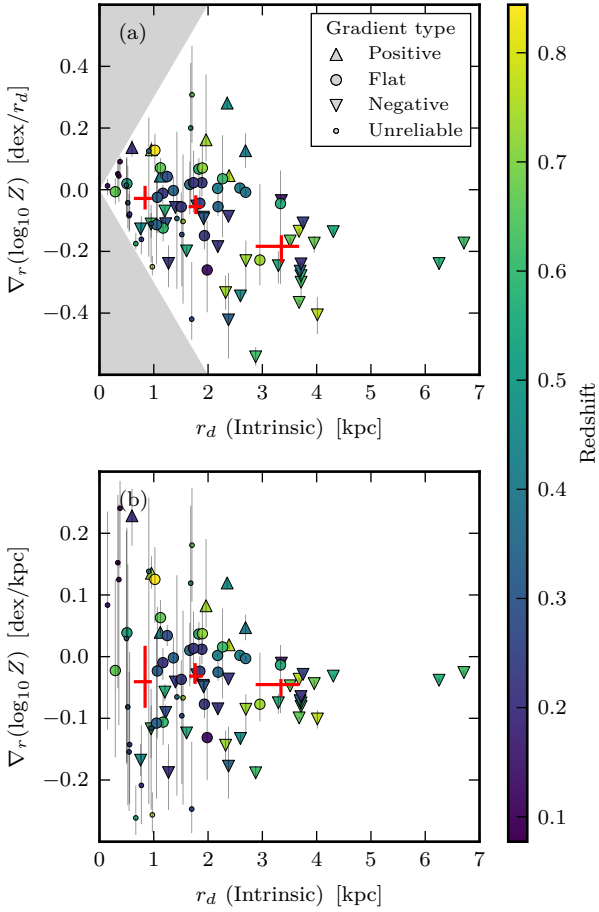 (a)
Gradient type
Positive
Flat
Negative
Unreliable
0.4
0.2
0.0
−0.2
−0.4
∇r(log10 Z) [dex/rd]
0 1 2 3 4 5 6 7
rd (Intrinsic) [kpc]
(b)
0.2
0.1
0.0
−0.1
−0.2
∇r(log10 Z) [dex/kpc]
0 1 2 3 4 5 6 7
rd (Intrinsic) [kpc]
0.8
0.7
0.6
0.5
0.4
0.3
0.2
0.1
Redshift